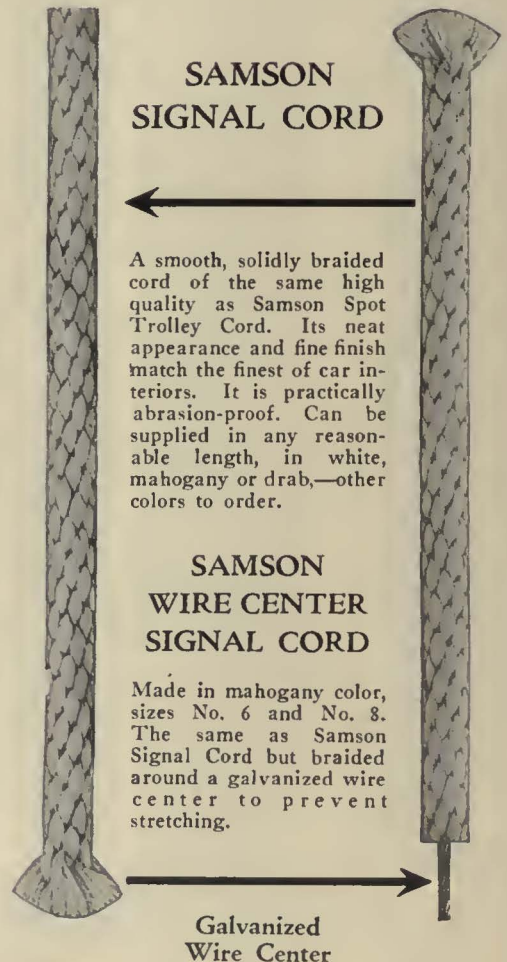 SAMSON
SIGNAL CORD
A smooth, solidly braided
cord of the same high
quality as Samson Spot
Trolley Cord. Its neat
appearance and fine finish
match the finest of car in-
teriors. It is practically
abrasion-proof. Can be
supplied in any reason-
able length, in white,
mahogany or drab,—other
colors to order.
SAMSON
WIRE CENTER
SIGNAL CORD
Made in mahogany color,
sizes No. 6 and No. 8.
The same as Samson
Signal Cord but braided
around a galvanized wire
center to prevent
stretching.
Galvanized
Wire Center